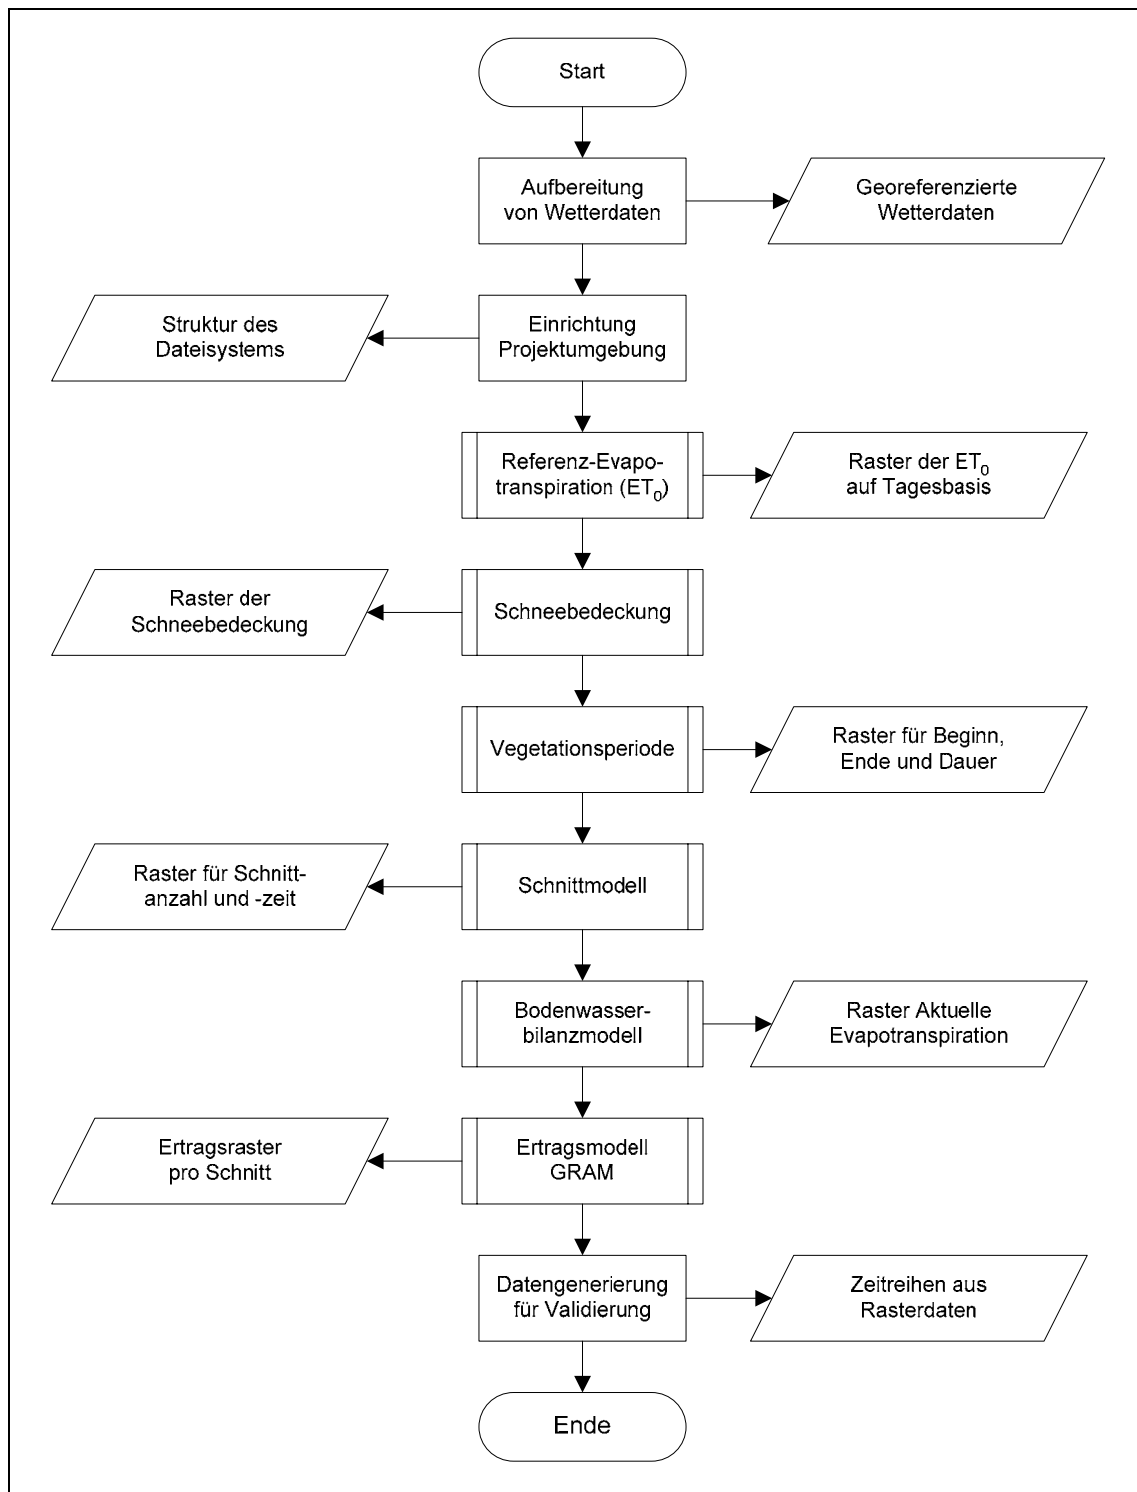 Start
Aufbereitung
von Wetterdaten
Georeferenzierte
Wetterdaten
Struktur des
Dateisystems
Einrichtung
Projektumgebung
Referenz-Evapo-
transpiration (ET₀)
Raster der ET₀
auf Tagesbasis
Raster der
Schneebedeckung
Schneebedeckung
Vegetationsperiode
Raster für Beginn,
Ende und Dauer
Raster für Schnitt-
anzahl und -zeit
Schnittmodell
Bodenwasser-
bilanzmodell
Raster Aktuelle
Evapotranspiration
Ertragsraster
pro Schnitt
Ertragsmodell
GRAM
Datengenerierung
für Validierung
Zeitreihen aus
Rasterdaten
Ende